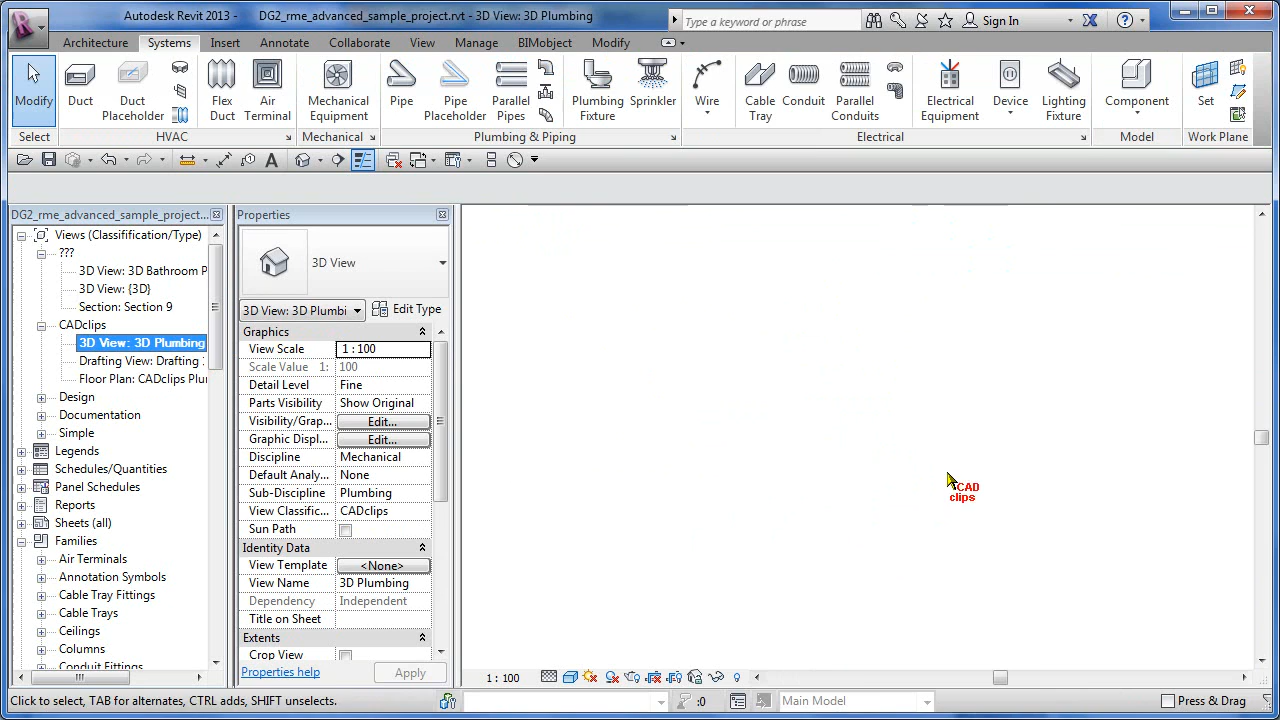 Autodesk Revit 2013 -    DG2_rme_advanced_sample_project.rvt - 3D View: 3D Plumbing
Type a keyword or phrase
Sign In
Architecture Systems Insert Annotate Analyze Collaborate View Manage BIMobject Modify
Modify
Duct
Duct Placeholder
Flex Duct
Air Terminal
Mechanical Equipment
Pipe
Pipe Placeholder
Parallel Pipes
Plumbing Fixture
Sprinkler
Wire
Cable Tray
Conduit
Parallel Conduits
Electrical Equipment
Device
Lighting Fixture
Component
Set
Select HVAC Mechanical Plumbing & Piping Electrical Model Work Plane
DG2_rme_advanced_sample_project...
Views (Classifification/Type)
???
3D View: 3D Bathroom P
3D View: {3D}
Section: Section 9
CADclips
3D View: 3D Plumbing
Drafting View: Drafting
Floor Plan: CADclips Plu
Design
Documentation
Simple
Legends
Schedules/Quantities
Panel Schedules
Reports
Sheets (all)
Families
Air Terminals
Annotation Symbols
Cable Tray Fittings
Cable Trays
Ceilings
Columns
Conduit Fittings
Properties
3D View
3D View: 3D Plumbi
Edit Type
Graphics
View Scale 1 : 100
Scale Value 1: 100
Detail Level Fine
Parts Visibility Show Original
Visibility/Grap... Edit...
Graphic Displ... Edit...
Discipline Mechanical
Default Analy... None
Sub-Discipline Plumbing
View Classific... CADclips
Sun Path
Identity Data
View Template <None>
View Name 3D Plumbing
Dependency Independent
Title on Sheet
Extents
Crop View
Properties help
Apply
CAD
clips
1 : 100
Click to select, TAB for alternates, CTRL adds, SHIFT unselects.
:0
Main Model
Press & Drag